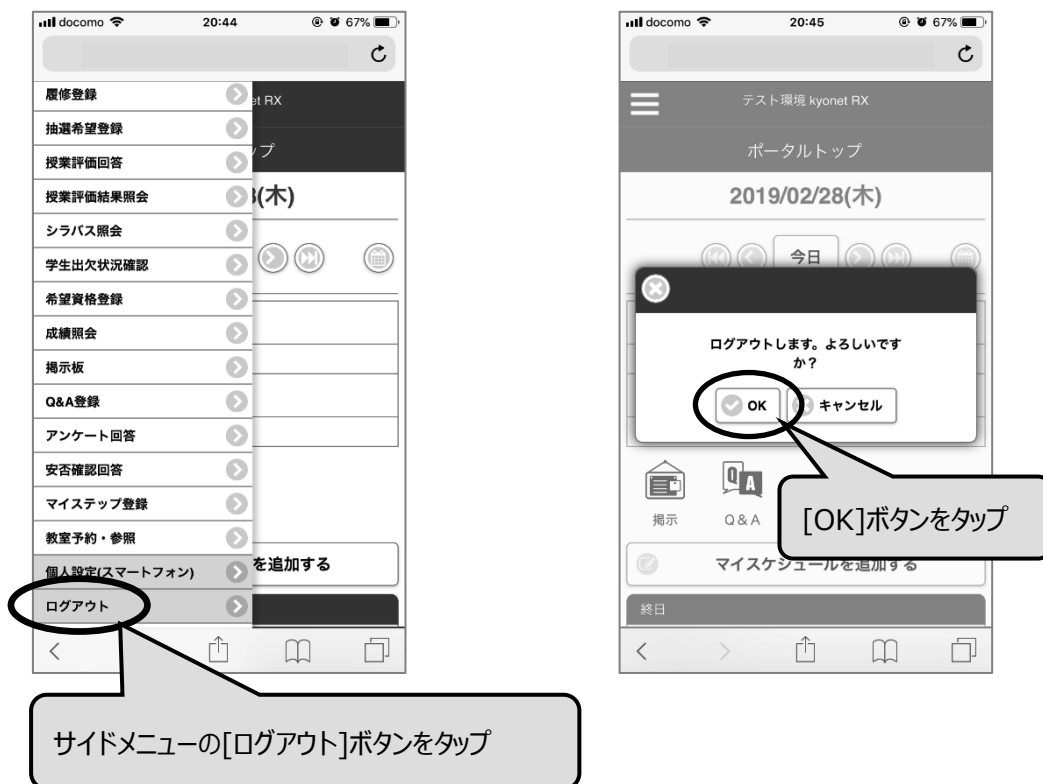 docomo 20:44 67%
履修登録
抽選希望登録
授業評価回答
授業評価結果照会
シラバス照会
学生出欠状況確認
希望資格登録
成績照会
掲示板
Q&A登録
アンケート回答
安否確認回答
マイステップ登録
教室予約・参照
個人設定(スマートフォン)
ログアウト
et RX
ップ
(木)
を追加する
サイドメニューの[ログアウト]ボタンをタップ
docomo 20:45 67%
テスト環境 kyonet RX
ポータルトップ
2019/02/28(木)
今日
ログアウトします。よろしいです
か？
OK キャンセル
掲示 Q&A
[OK]ボタンをタップ
マイスケジュールを追加する
終日